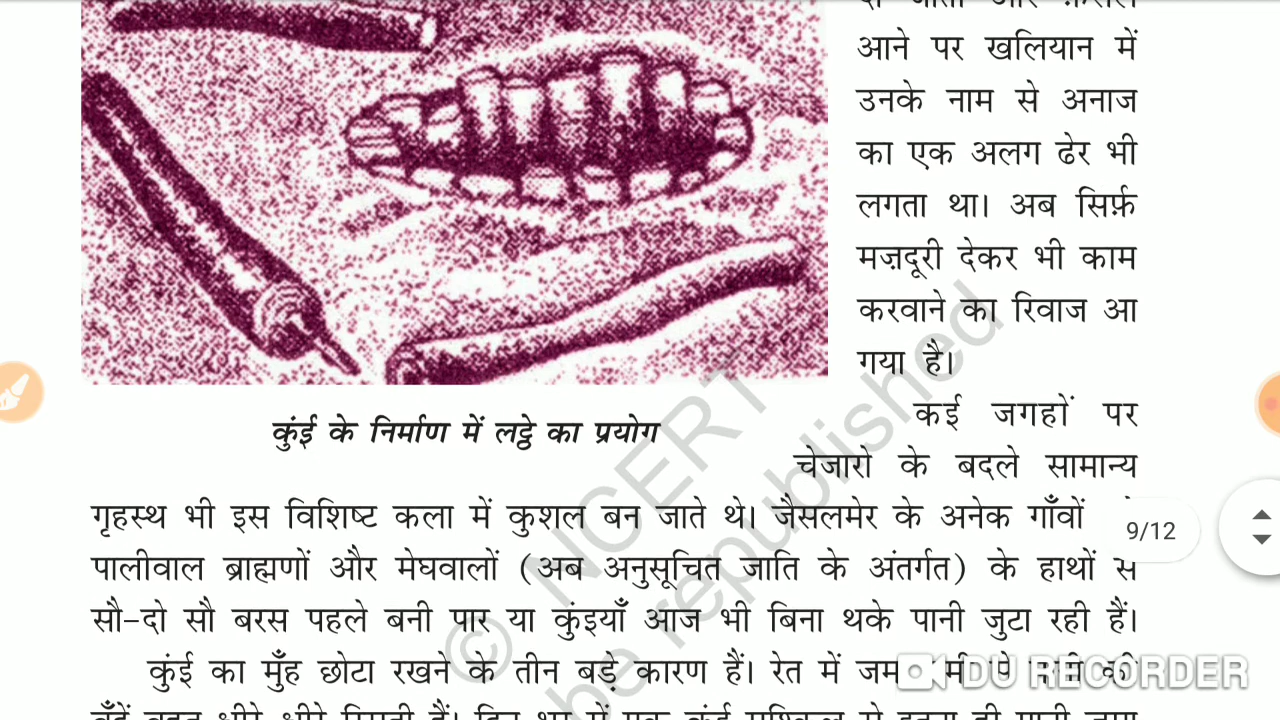 आने पर खलियान में
उनके नाम से अनाज
का एक अलग ढेर भी
लगता था। अब सिर्फ़
मज़दूरी देकर भी काम
करवाने का रिवाज आ
गया है।
कुंई के निर्माण में लट्ठे का प्रयोग
कई जगहों पर
चेजारो के बदले सामान्य
गृहस्थ भी इस विशिष्ट कला में कुशल बन जाते थे। जैसलमेर के अनेक गाँवों
9/12
पालीवाल ब्राह्मणों और मेघवालों (अब अनुसूचित जाति के अंतर्गत) के हाथों से
सौ-दो सौ बरस पहले बनी पार या कुंइयाँ आज भी बिना थके पानी जुटा रही हैं।
कुंई का मुँह छोटा रखने के तीन बड़े कारण हैं। रेत में
DU RECORDER
© NCERT
be republished